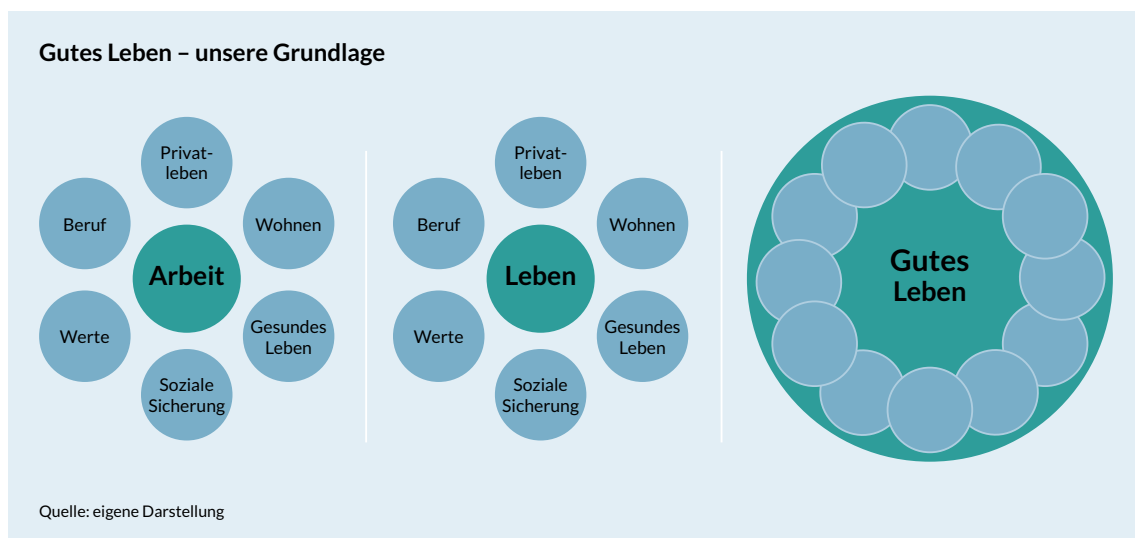 Gutes Leben – unsere Grundlage
Privat-
leben
Beruf
Wohnen
Arbeit
Werte
Gesundes
Leben
Soziale
Sicherung
Privat-
leben
Beruf
Wohnen
Leben
Werte
Gesundes
Leben
Soziale
Sicherung
Gutes
Leben
Quelle: eigene Darstellung